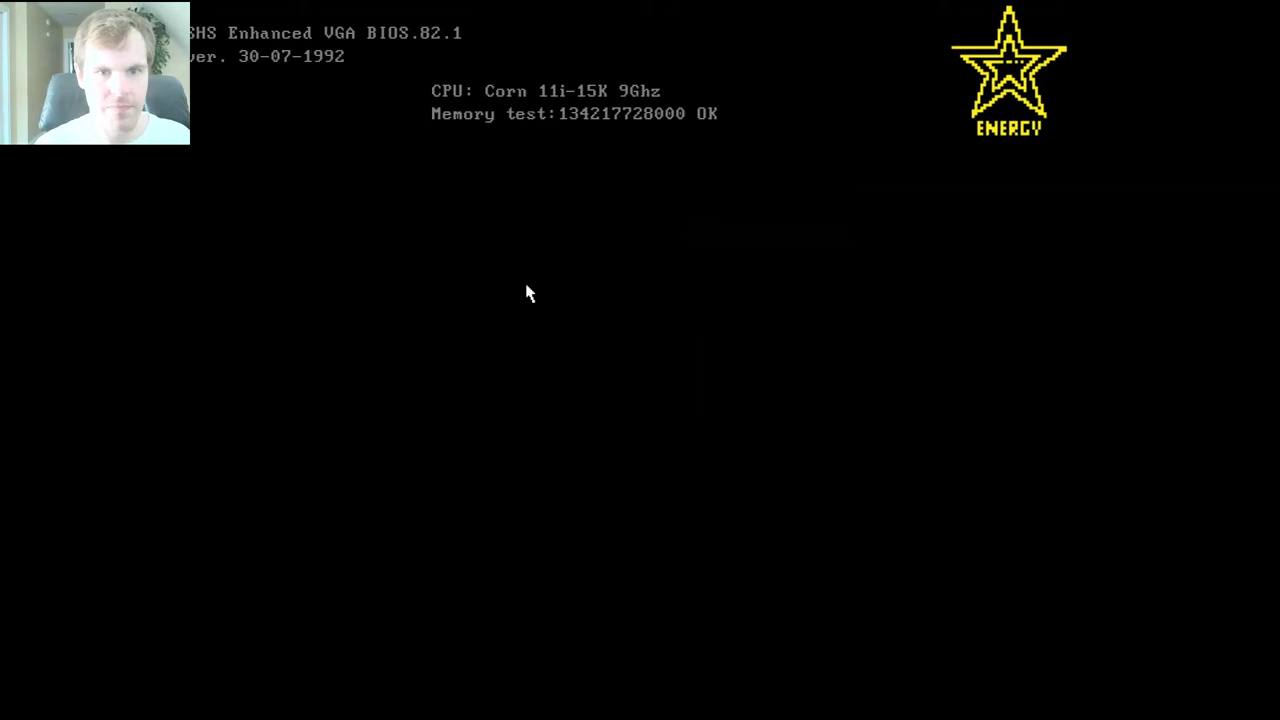 SHS Enhanced VGA BIOS.82.1
ver. 30-07-1992
CPU: Corn 11i-15K 9Ghz
Memory test:134217728000 OK
ENERGY